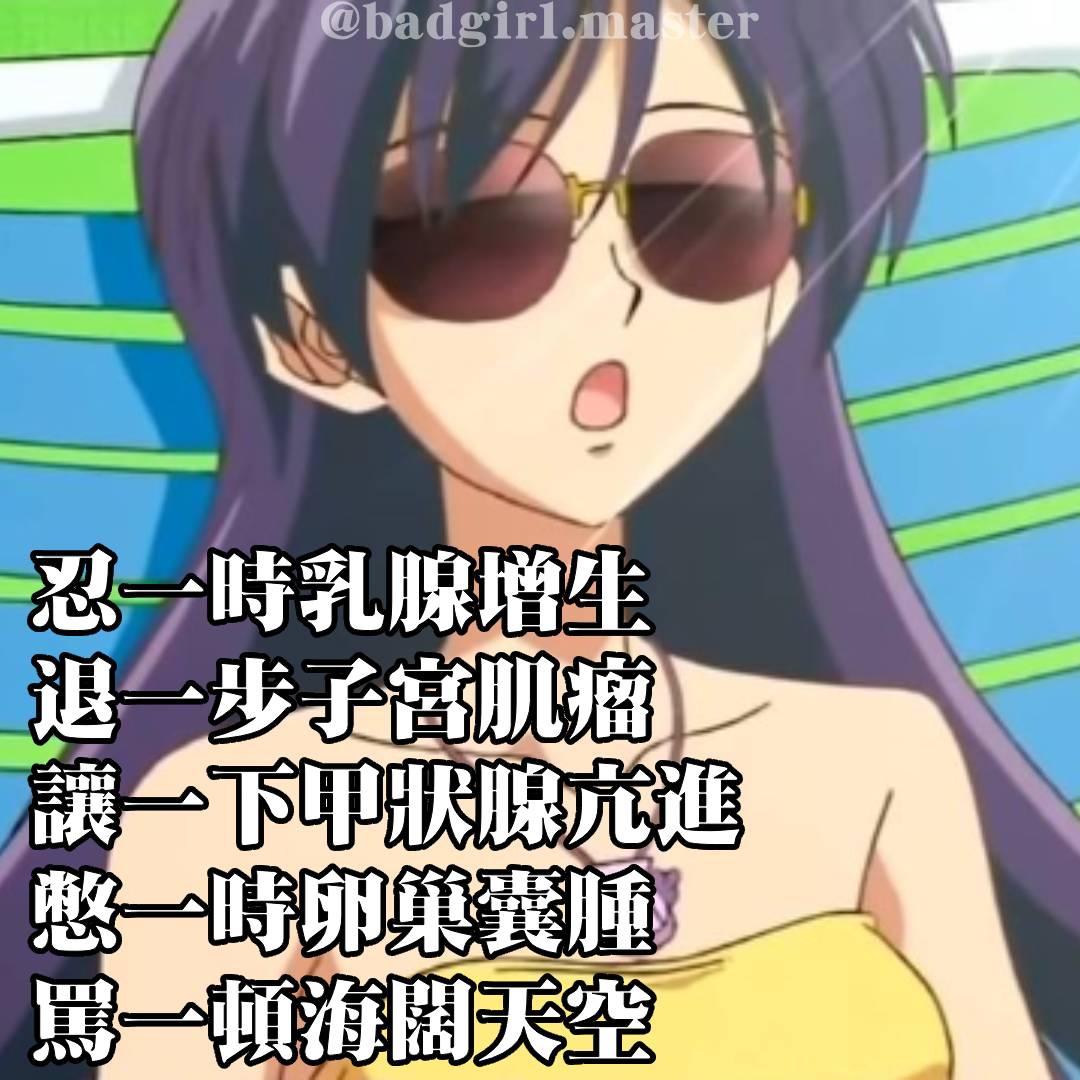 @badgirl.master
忍一時乳腺增生
退一步子宮肌瘤
讓一下甲狀腺亢進
憋一時卵巢囊腫
罵一頓海闊天空